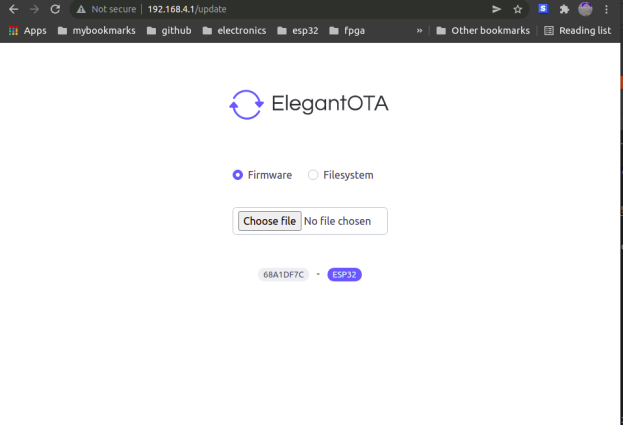 Not secure | 192.168.4.1/update
Apps mybookmarks github electronics esp32 fpga » Other bookmarks Reading list
ElegantOTA
Firmware Filesystem
Choose file No file chosen
68A1DF7C - ESP32